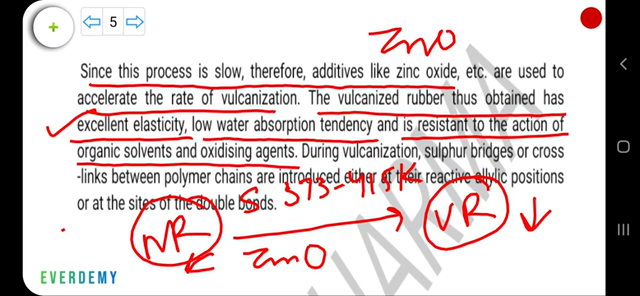 5
ZnO
Since this process is slow, therefore, additives like zinc oxide, etc. are used to
accelerate the rate of vulcanization. The vulcanized rubber thus obtained has
excellent elasticity, low water absorption tendency and is resistant to the action of
organic solvents and oxidising agents. During vulcanization, sulphur bridges or cross
-links between polymer chains are introduced either at their reactive allylic positions
or at the sites of the double bonds.
S 373-415K
NR
VR
ZnO
EVERDEMY